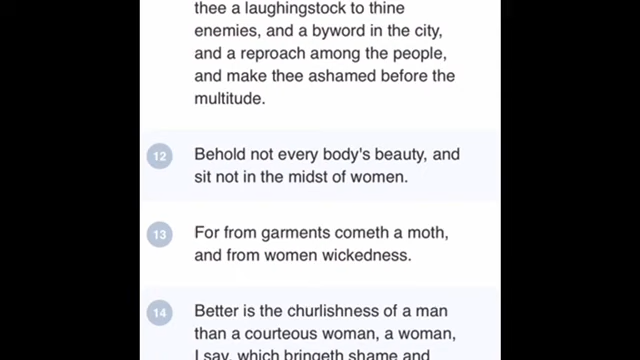 thee a laughingstock to thine
enemies, and a byword in the city,
and a reproach among the people,
and make thee ashamed before the
multitude.
12
Behold not every body's beauty, and
sit not in the midst of women.
13
For from garments cometh a moth,
and from women wickedness.
14
Better is the churlishness of a man
than a courteous woman, a woman,
I say, which bringeth shame and